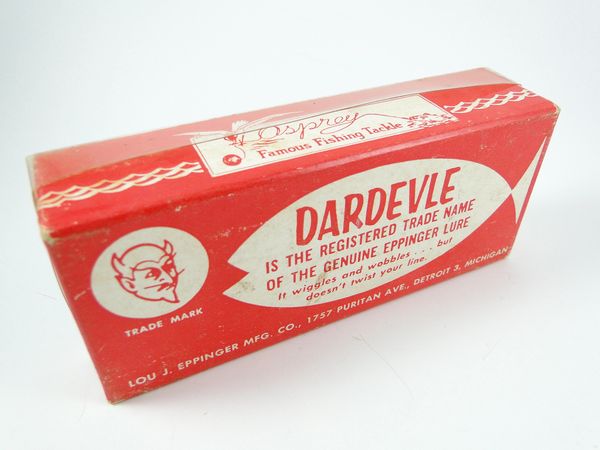 Osprey
Famous Fishing Tackle
DARDEVLE
IS THE REGISTERED TRADE NAME
OF THE GENUINE EPPINGER LURE
It wiggles and wobbles . . . but
doesn't twist your line.
TRADE MARK
LOU J. EPPINGER MFG. CO., 1757 PURITAN AVE., DETROIT 3, MICHIGAN